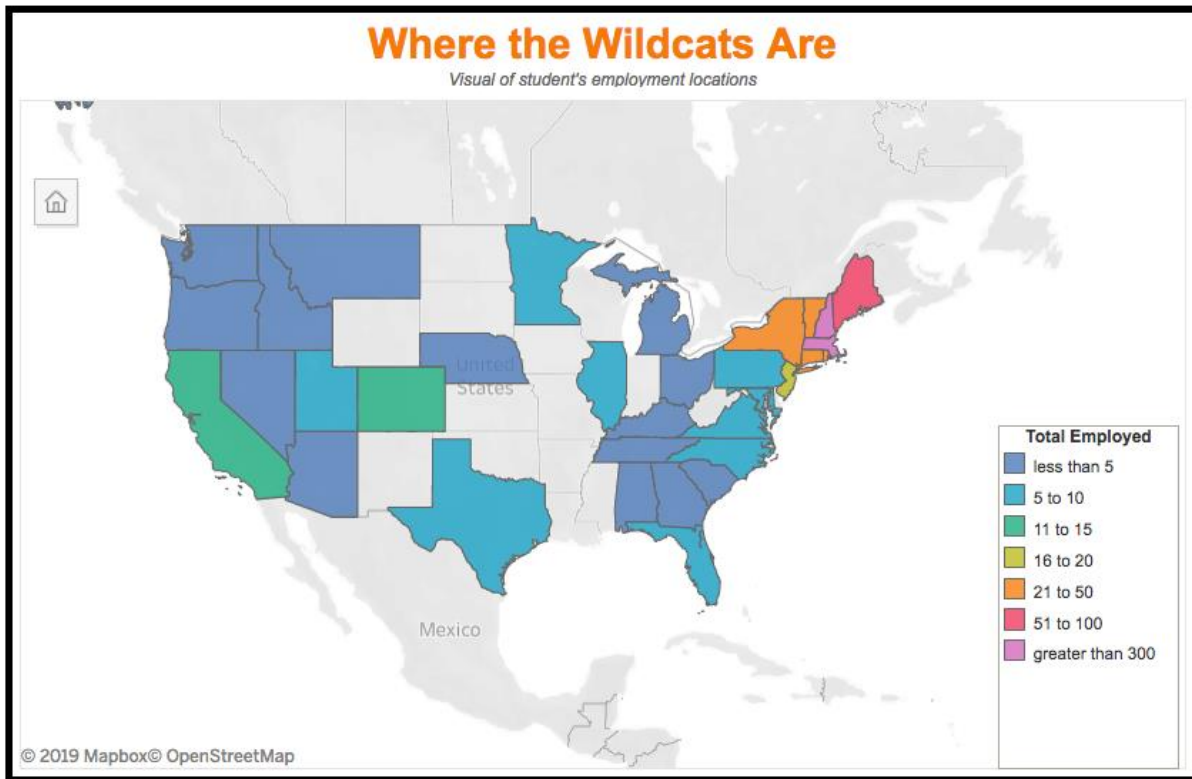 Where the Wildcats Are
Visual of student's employment locations
United
States
Mexico
Total Employed
less than 5
5 to 10
11 to 15
16 to 20
21 to 50
51 to 100
greater than 300
© 2019 Mapbox© OpenStreetMap